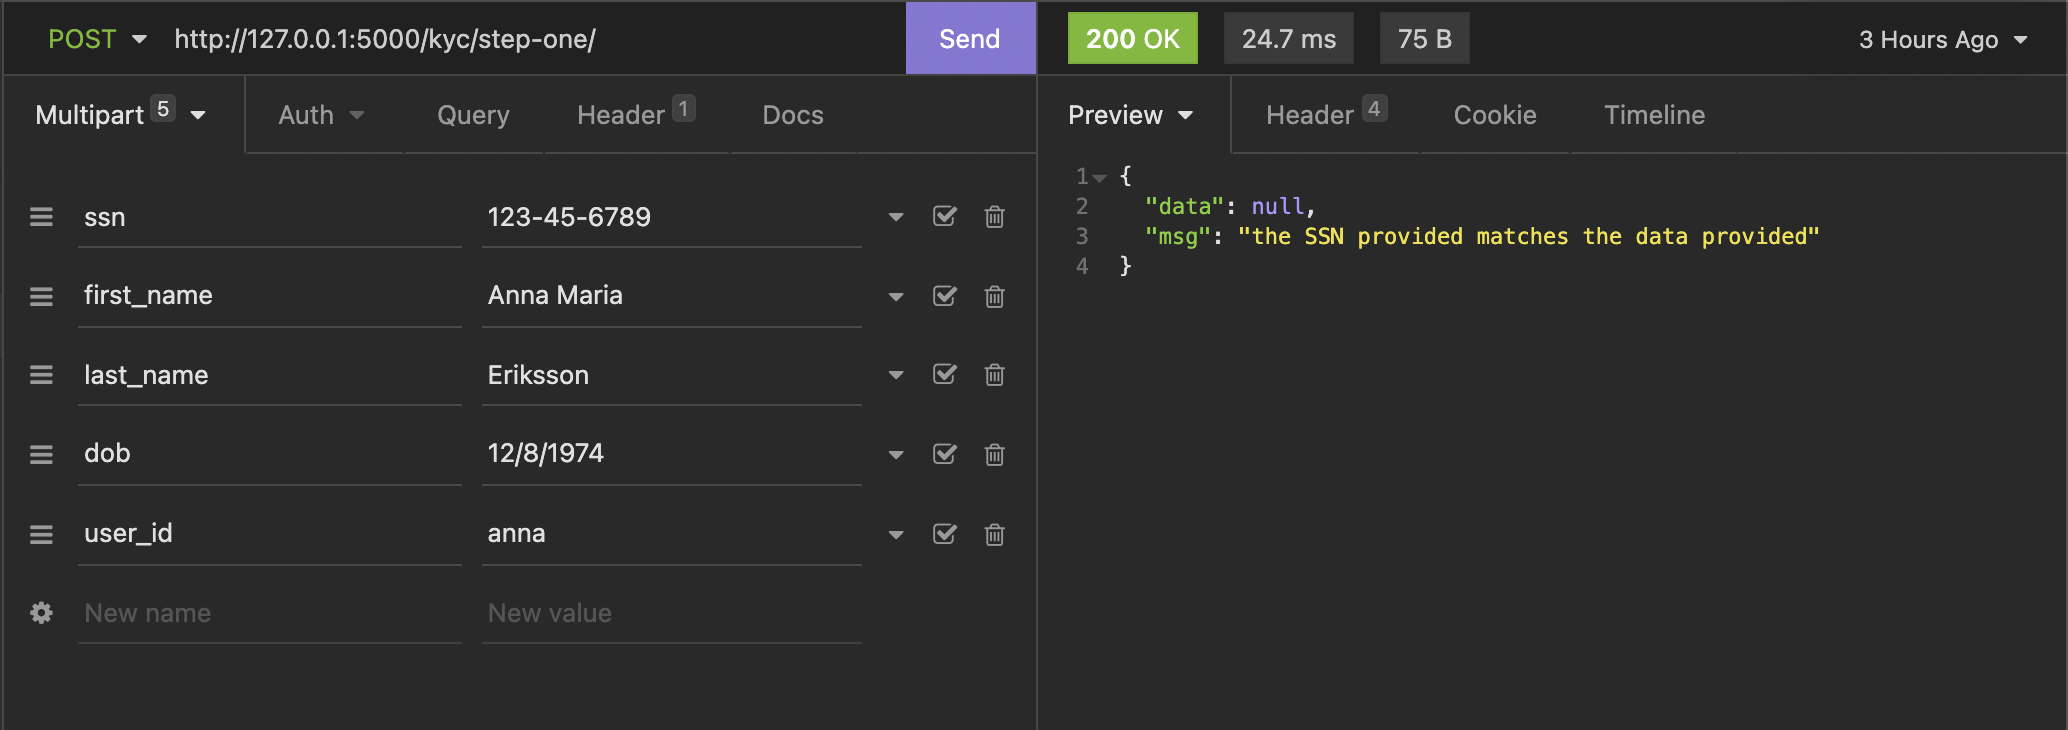 POST http://127.0.0.1:5000/kyc/step-one/ Send
200 OK 24.7 ms 75 B 3 Hours Ago
Multipart 5 Auth Query Header 1 Docs
ssn 123-45-6789
first_name Anna Maria
last_name Eriksson
dob 12/8/1974
user_id anna
New name New value
Preview Header 4 Cookie Timeline
1 {
2 "data": null,
3 "msg": "the SSN provided matches the data provided"
4 }